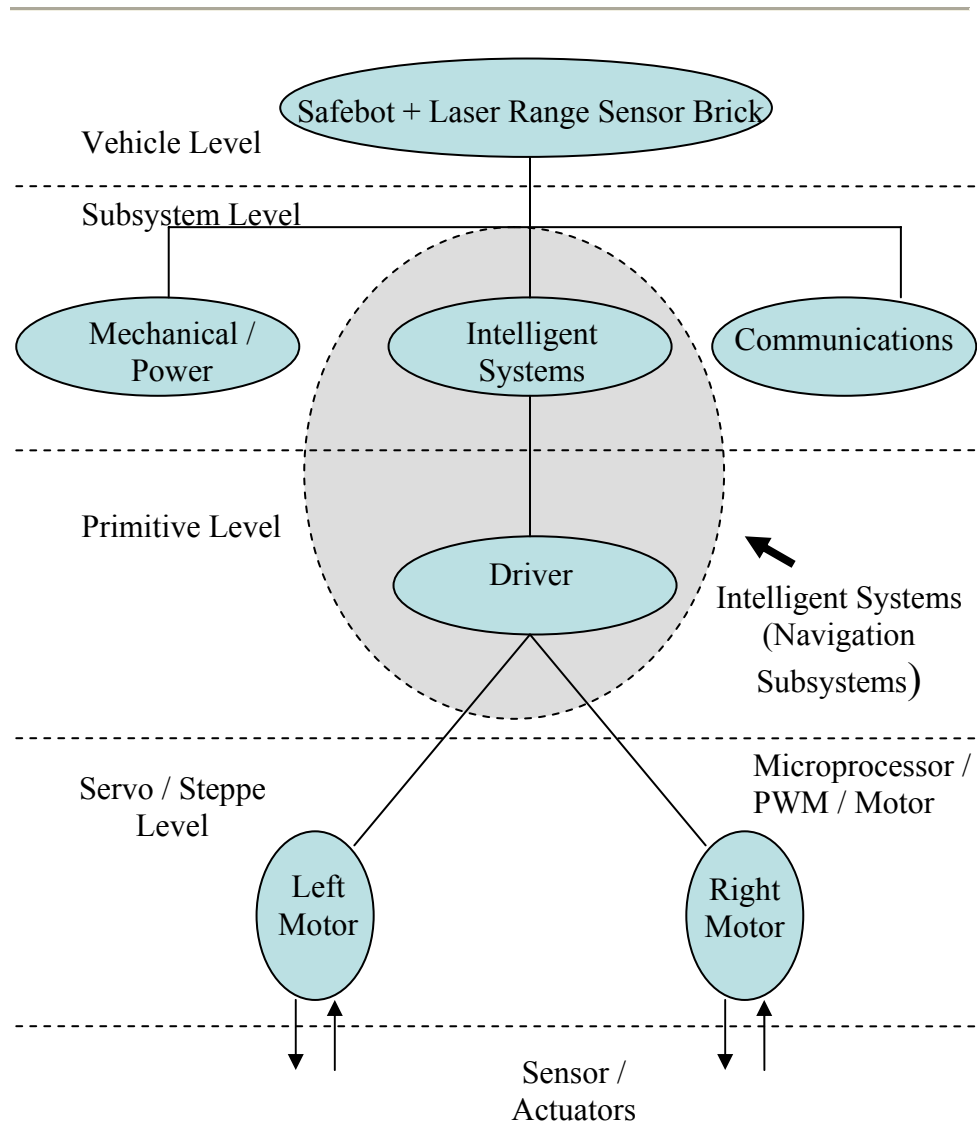 Safebot + Laser Range Sensor Brick
Vehicle Level
Subsystem Level
Mechanical /
Power
Intelligent
Systems
Communications
Primitive Level
Driver
Intelligent Systems
(Navigation
Subsystems)
Servo / Steppe
Level
Microprocessor /
PWM / Motor
Left
Motor
Right
Motor
Sensor /
Actuators